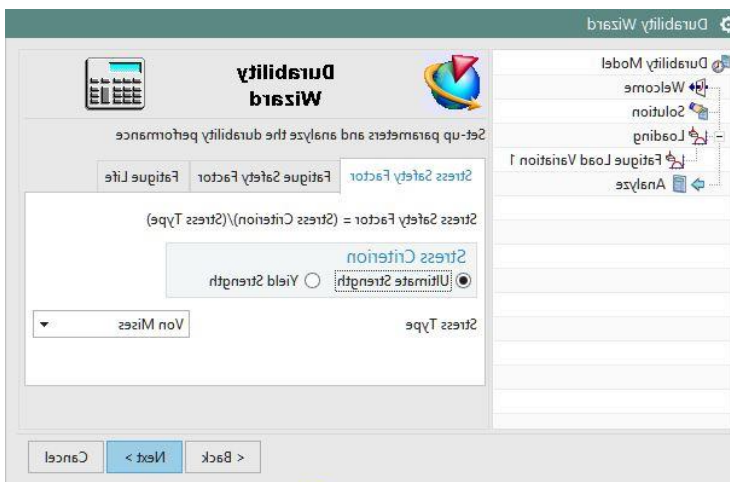 Durability Wizard
Durability Model
Welcome
Solution
Loading
Fatigue Load Variation 1
Analyze
Durability
Wizard
Set-up parameters and analyze the durability performance
Stress Safety Factor Fatigue Safety Factor Fatigue Life
Stress Safety Factor = (Stress Criterion)/(Stress Type)
Stress Criterion
Ultimate Strength Yield Strength
Stress Type Von Mises
< Back Next > Cancel